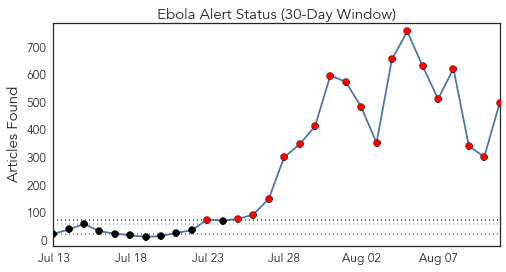 Ebola Alert Status (30-Day Window)
Articles Found
700
600
500
400
300
200
100
0
Jul 13
Jul 18
Jul 23
Jul 28
Aug 02
Aug 07